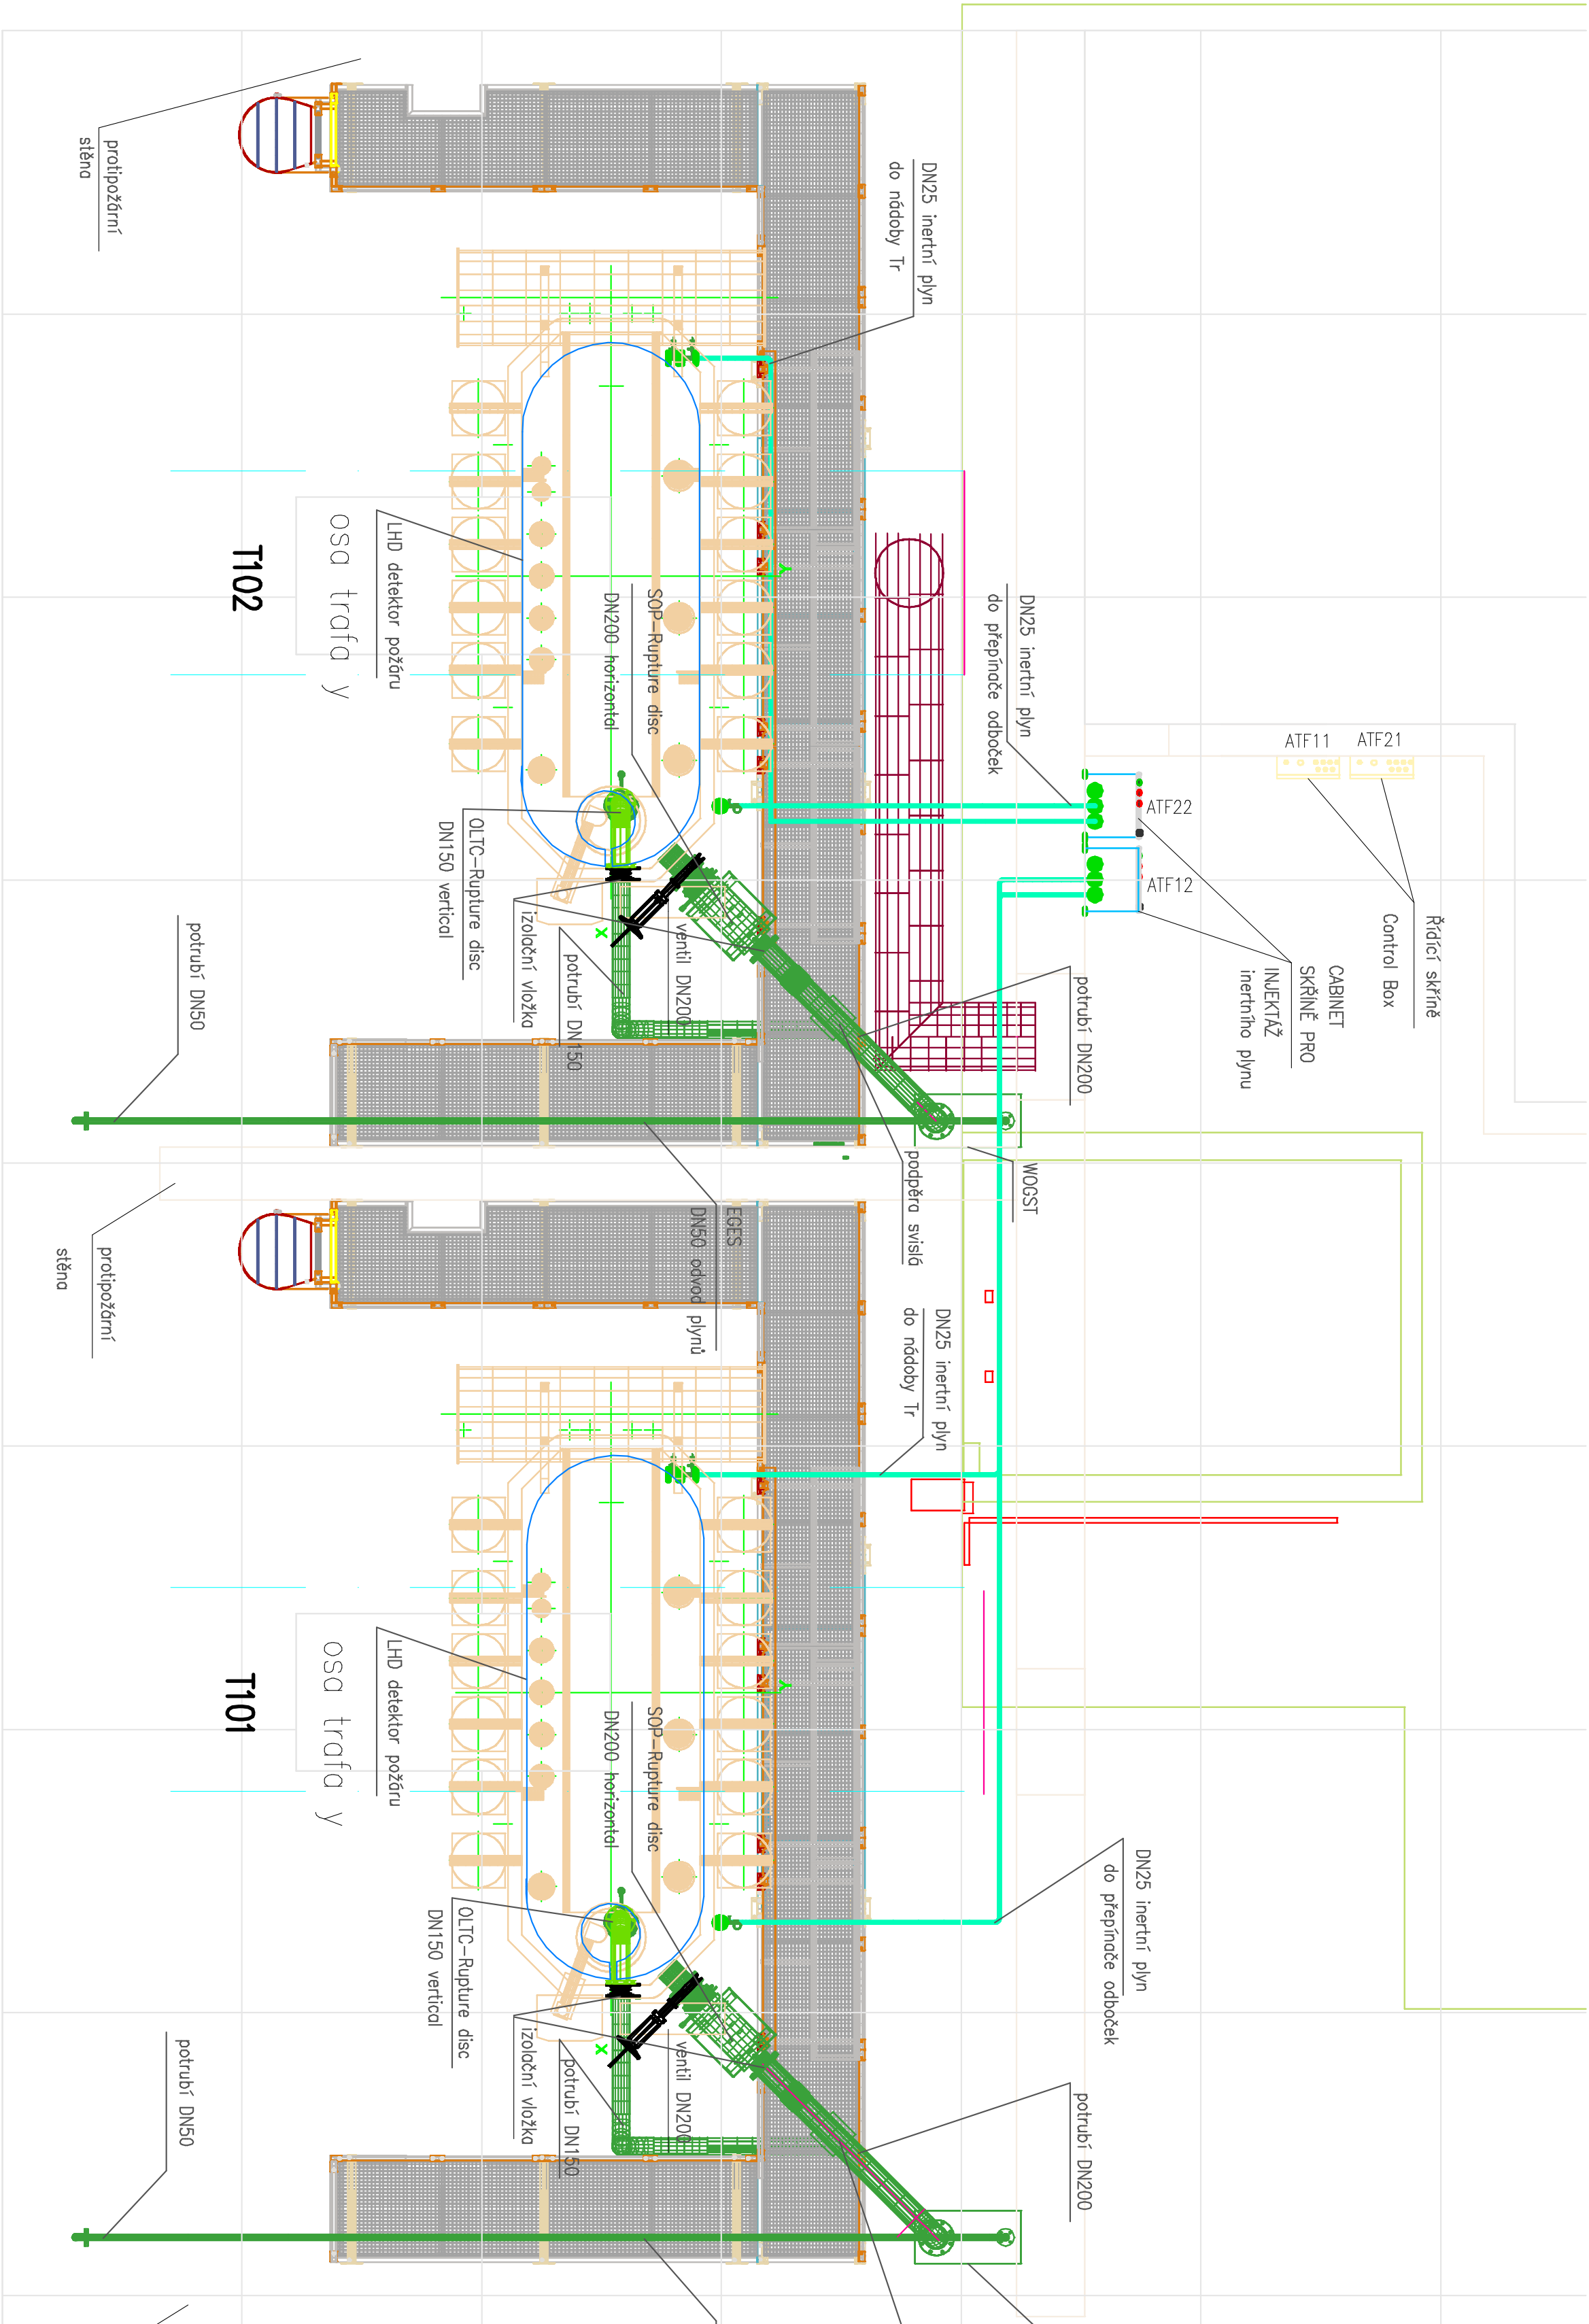 protipožární
stěna
DN25 inertní plyn
do nádoby Tr
T102
osa trafa y
LHD detektor požáru
SOP-Rupture disc
DN200 horizontal
Y
DN25 inertní plyn
do přepínače odboček
ATF11
ATF21
ATF22
ATF12
Řídící skříně
Control Box
CABINET
SKŘÍNĚ PRO
INJEKTÁŽ
inertního plynu
OLTC-Rupture disc
DN150 vertical
izolační vložka
X
potrubí DN150
ventil DN200
potrubí DN200
potrubí DN50
podpěra svislá
WOGST
EGES
DN50 odvod plynů
protipožární
stěna
DN25 inertní plyn
do nádoby Tr
T101
osa trafa y
LHD detektor požáru
SOP-Rupture disc
DN200 horizontal
Y
DN25 inertní plyn
do přepínače odboček
OLTC-Rupture disc
DN150 vertical
izolační vložka
X
potrubí DN150
ventil DN200
potrubí DN200
potrubí DN50